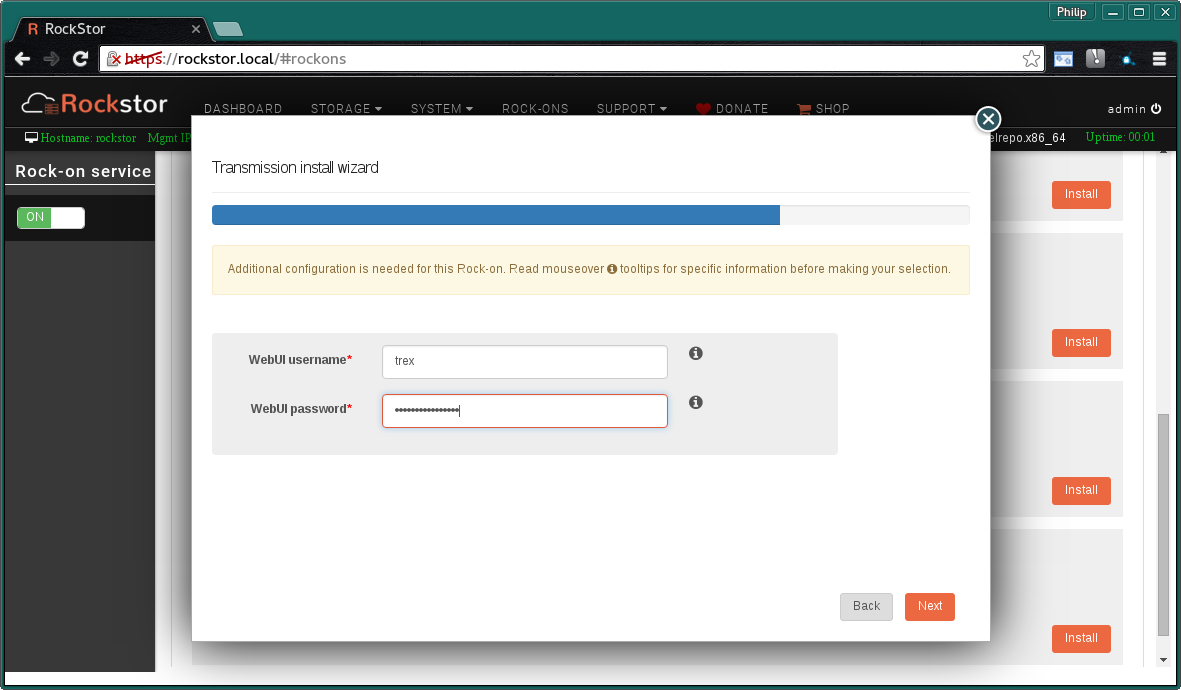 Philip
RockStor
https://rockstor.local/#rockons
Rockstor DASHBOARD STORAGE SYSTEM ROCK-ONS SUPPORT DONATE SHOP admin
Hostname: rockstor Mgmt IP elrepo.x86_64 Uptime: 00:01
Rock-on service
ON
Transmission install wizard
Additional configuration is needed for this Rock-on. Read mouseover tooltips for specific information before making your selection.
WebUI username* trex
WebUI password* ••••••••••••••••
Back Next
Install
Install
Install
Install